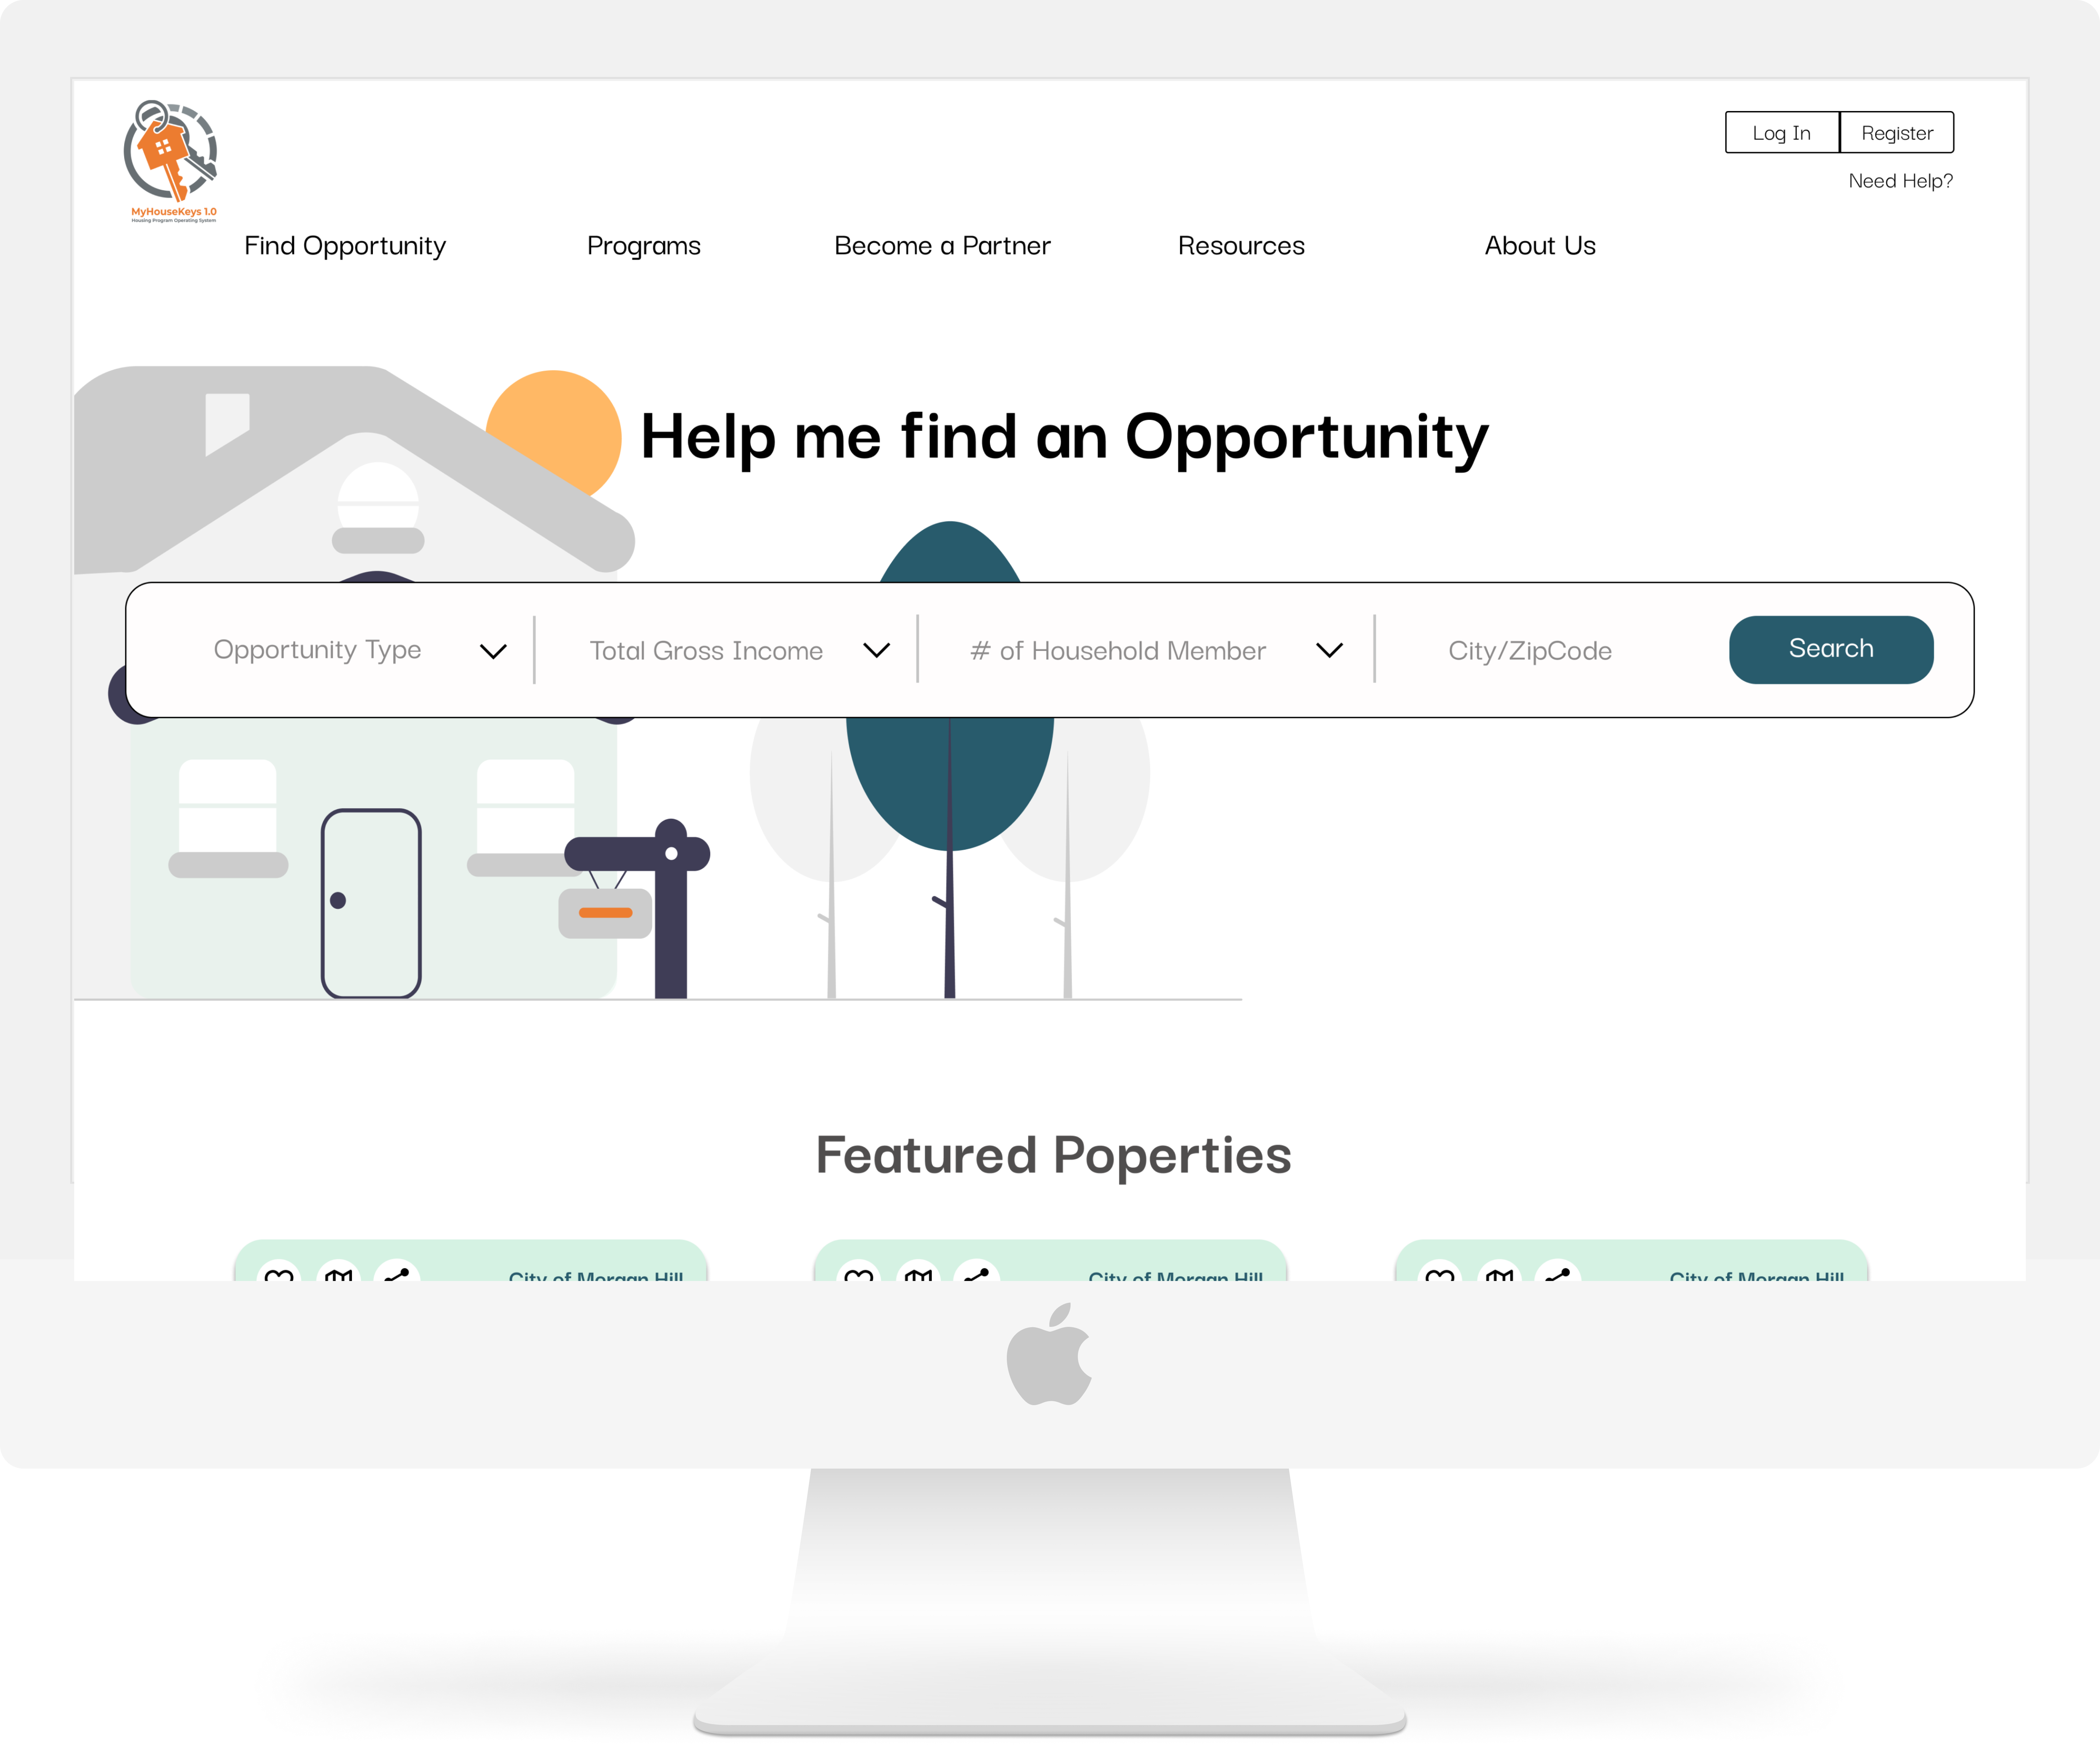 MyHouseKeys 1.0
Housing Program Operating System
Log In
Register
Need Help?
Find Opportunity
Programs
Become a Partner
Resources
About Us
Help me find an Opportunity
Opportunity Type
Total Gross Income
# of Household Member
City/ZipCode
Search
Featured Poperties
City of Morgan Hill
City of Morgan Hill
City of Morgan Hill